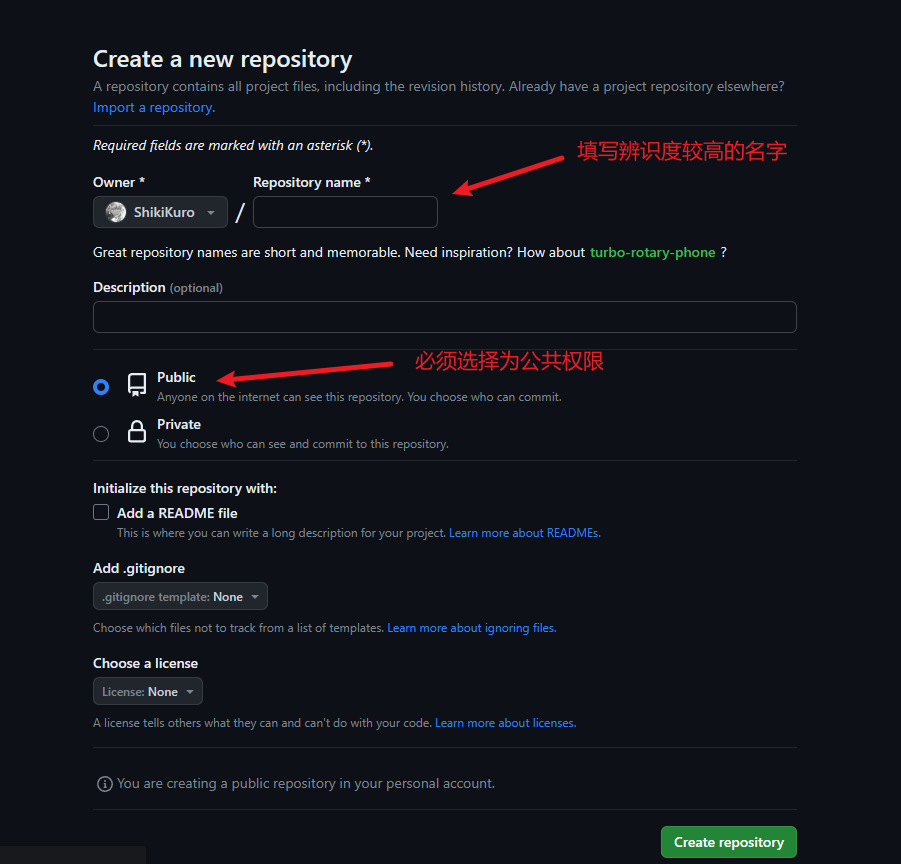 Create a new repository
A repository contains all project files, including the revision history. Already have a project repository elsewhere?
Import a repository.
Required fields are marked with an asterisk (*).
填写辨识度较高的名字
Owner *
Repository name *
ShikiKuro
/
Great repository names are short and memorable. Need inspiration? How about turbo-rotary-phone ?
Description (optional)
必须选择为公共权限
Public
Anyone on the internet can see this repository. You choose who can commit.
Private
You choose who can see and commit to this repository.
Initialize this repository with:
Add a README file
This is where you can write a long description for your project. Learn more about READMEs.
Add .gitignore
.gitignore template: None
Choose which files not to track from a list of templates. Learn more about ignoring files.
Choose a license
License: None
A license tells others what they can and can't do with your code. Learn more about licenses.
You are creating a public repository in your personal account.
Create repository